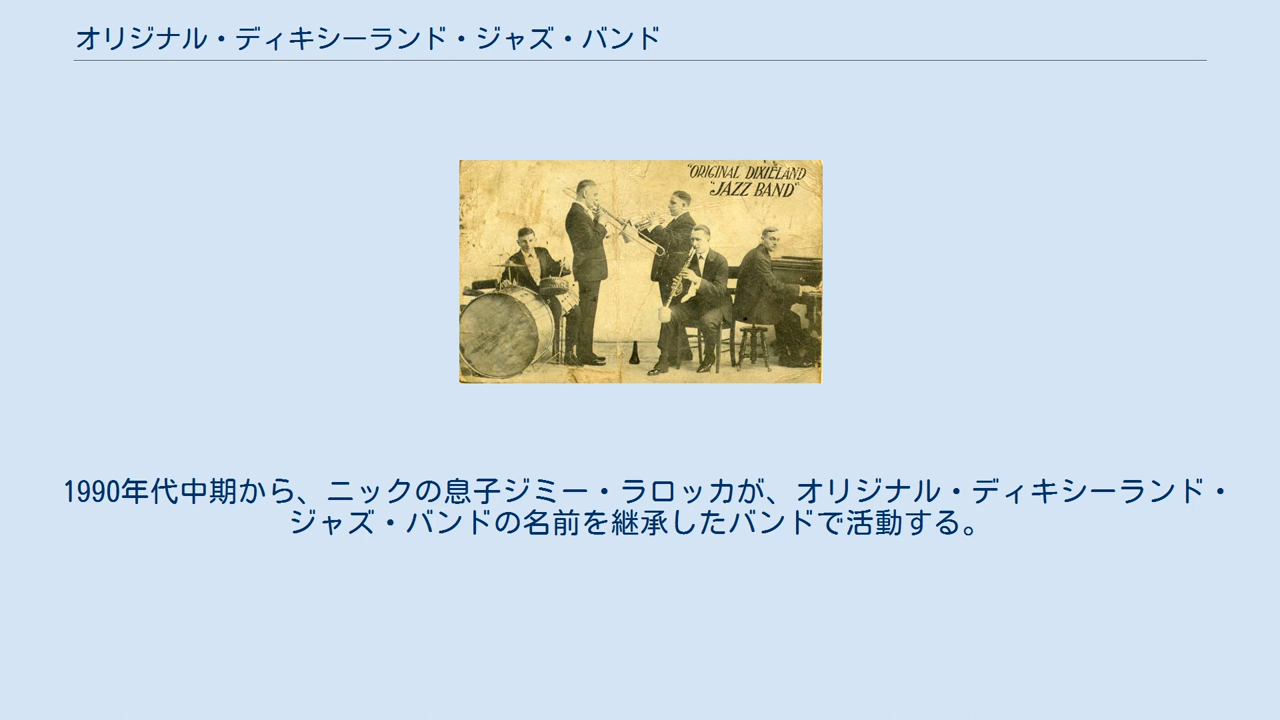 オリジナル・ディキシーランド・ジャズ・バンド
"ORIGINAL DIXIELAND
"JAZZ BAND"
1990年代中期から、ニックの息子ジミー・ラロッカが、オリジナル・ディキシーランド・
ジャズ・バンドの名前を継承したバンドで活動する。